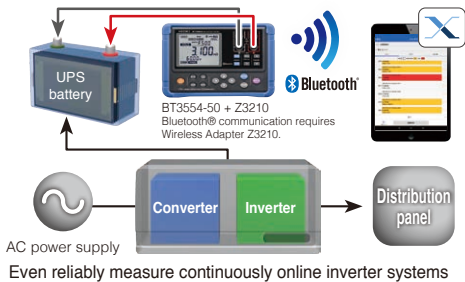 UPS
battery
Bluetooth®
BT3554-50 + Z3210
Bluetooth® communication requires
Wireless Adapter Z3210.
Converter
Inverter
Distribution
panel
AC power supply
Even reliably measure continuously online inverter systems